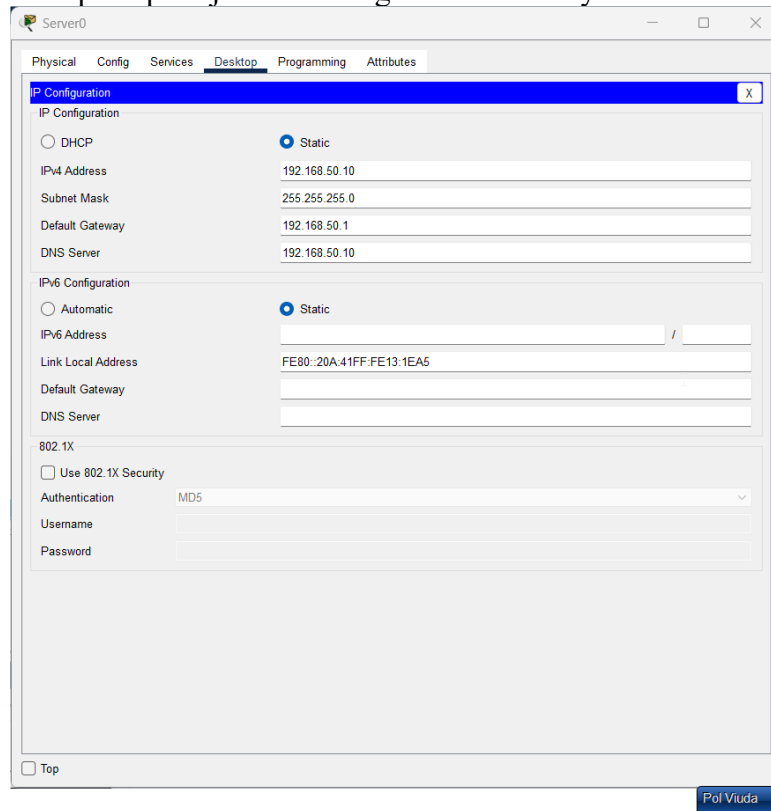 Server0
Physical Config Services Desktop Programming Attributes
IP Configuration X
IP Configuration
DHCP Static
IPv4 Address 192.168.50.10
Subnet Mask 255.255.255.0
Default Gateway 192.168.50.1
DNS Server 192.168.50.10
IPv6 Configuration
Automatic Static
IPv6 Address /
Link Local Address FE80::20A:41FF:FE13:1EA5
Default Gateway
DNS Server
802.1X
Use 802.1X Security
Authentication MD5
Username
Password
Top
Pol Viuda